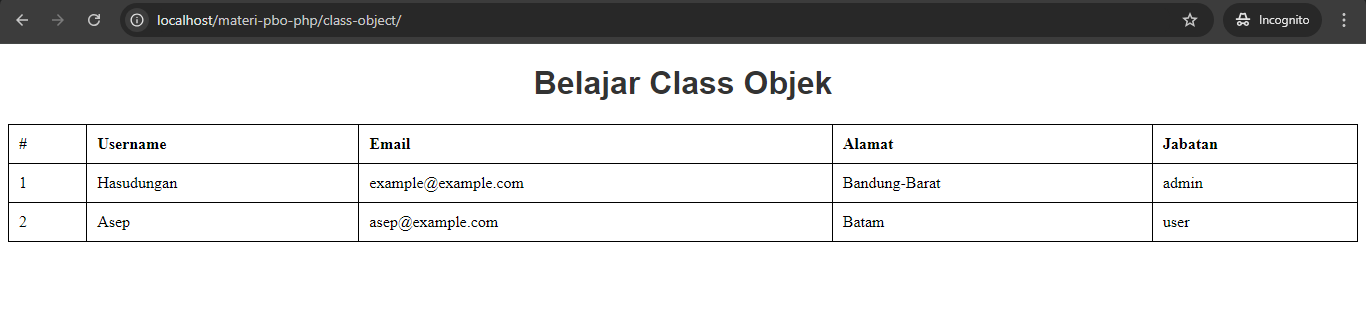 localhost/materi-pbo-php/class-object/ Incognito
Belajar Class Objek
# Username Email Alamat Jabatan
1 Hasudungan example@example.com Bandung-Barat admin
2 Asep asep@example.com Batam user